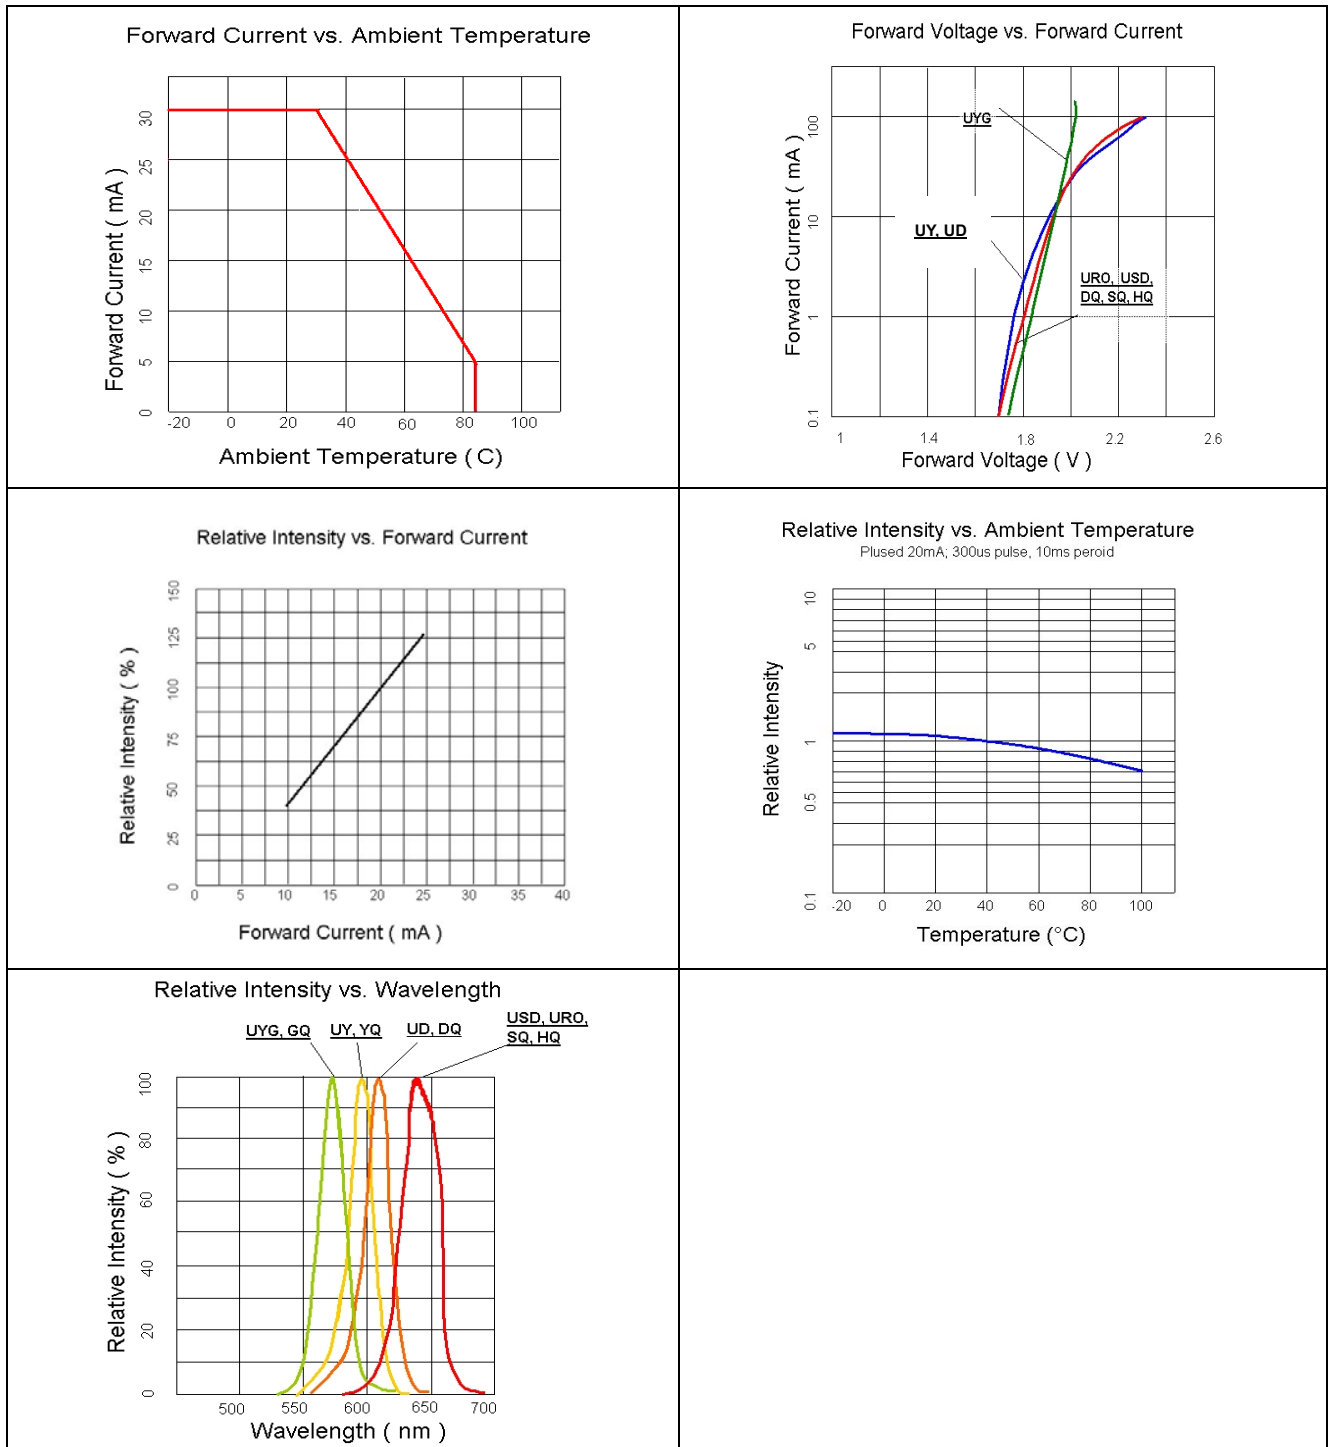 Forward Current vs. Ambient Temperature
Forward Current ( mA )
30
25
20
15
10
5
0
-20 0 20 40 60 80 100
Ambient Temperature ( C)
Forward Voltage vs. Forward Current
Forward Current ( mA )
100
10
1
0.1
UYG
UY, UD
URO, USD,
DQ, SQ, HQ
1 1.4 1.8 2.2 2.6
Forward Voltage ( V )
Relative Intensity vs. Forward Current
Relative Intensity ( % )
150
125
100
75
50
25
0
0 5 10 15 20 25 30 35 40
Forward Current ( mA )
Relative Intensity vs. Ambient Temperature
Plused 20mA; 300us pulse, 10ms peroid
Relative Intensity
10
5
1
0.5
0.1
-20 0 20 40 60 80 100
Temperature (°C)
Relative Intensity vs. Wavelength
UYG, GQ UY, YQ UD, DQ USD, URO,
SQ, HQ
Relative Intensity ( % )
100
80
60
40
20
0
500 550 600 650 700
Wavelength ( nm )